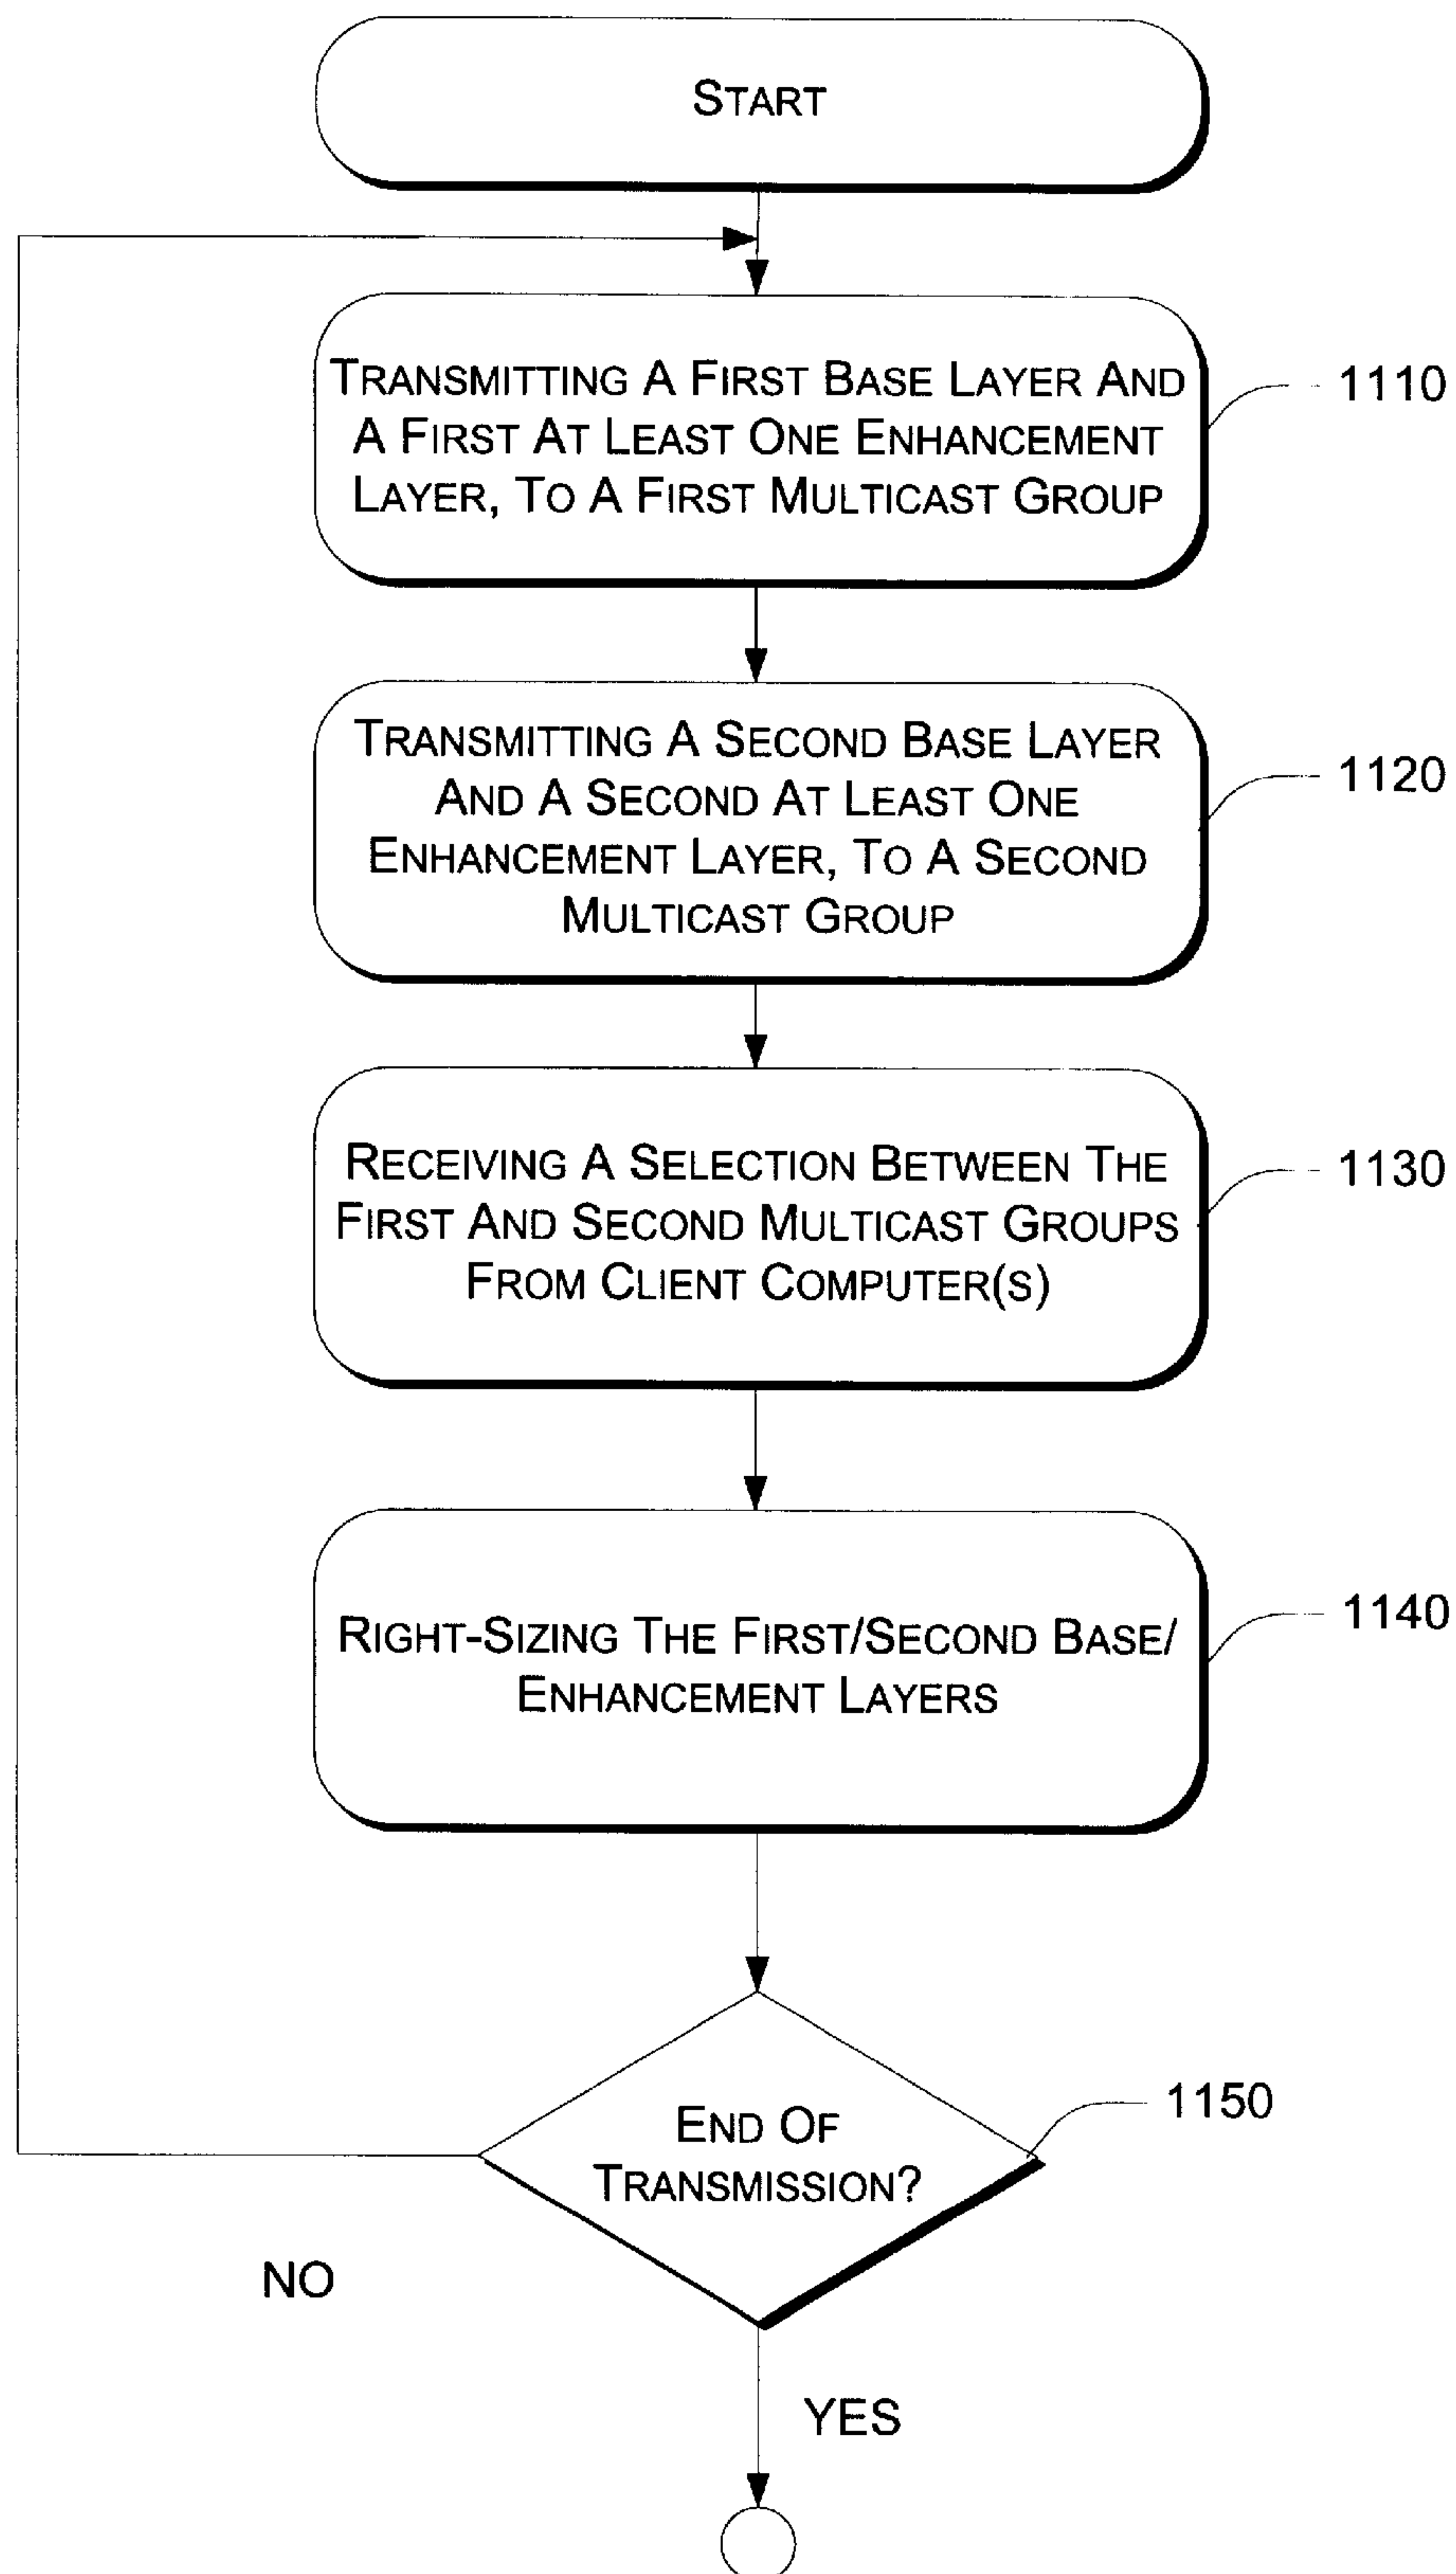 START
TRANSMITTING A FIRST BASE LAYER AND
A FIRST AT LEAST ONE ENHANCEMENT
LAYER, TO A FIRST MULTICAST GROUP
1110
TRANSMITTING A SECOND BASE LAYER
AND A SECOND AT LEAST ONE
ENHANCEMENT LAYER, TO A SECOND
MULTICAST GROUP
1120
RECEIVING A SELECTION BETWEEN THE
FIRST AND SECOND MULTICAST GROUPS
FROM CLIENT COMPUTER(S)
1130
RIGHT-SIZING THE FIRST/SECOND BASE/
ENHANCEMENT LAYERS
1140
END OF
TRANSMISSION?
1150
NO
YES